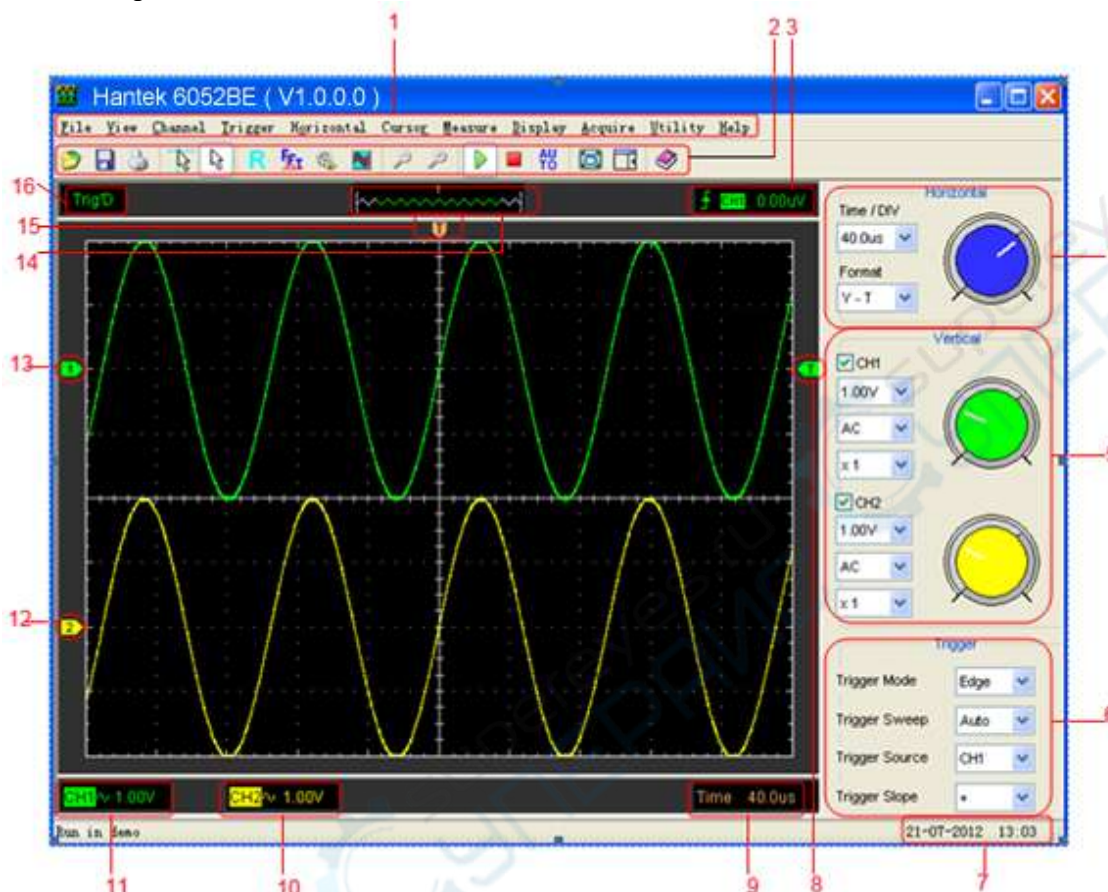 1
2 3
Hantek 6052BE ( V1.0.0.0 )
File View Channel Trigger Horizontal Cursor Measure Display Acquire Utility Help
R FFT AUTO
16
Trig'D
CH1 0.00uV
15
T
14
Horizontal
Time / DIV
40.0us
Format
Y - T
13
1
T
Vertical
CH1
1.00V
AC
x 1
CH2
1.00V
AC
x 1
12
2
Trigger
Trigger Mode Edge
Trigger Sweep Auto
Trigger Source CH1
Trigger Slope +
CH1 1.00V
CH2 1.00V
Time 40.0us
Run in demo
21-07-2012 13:03
11
10
9
8
7